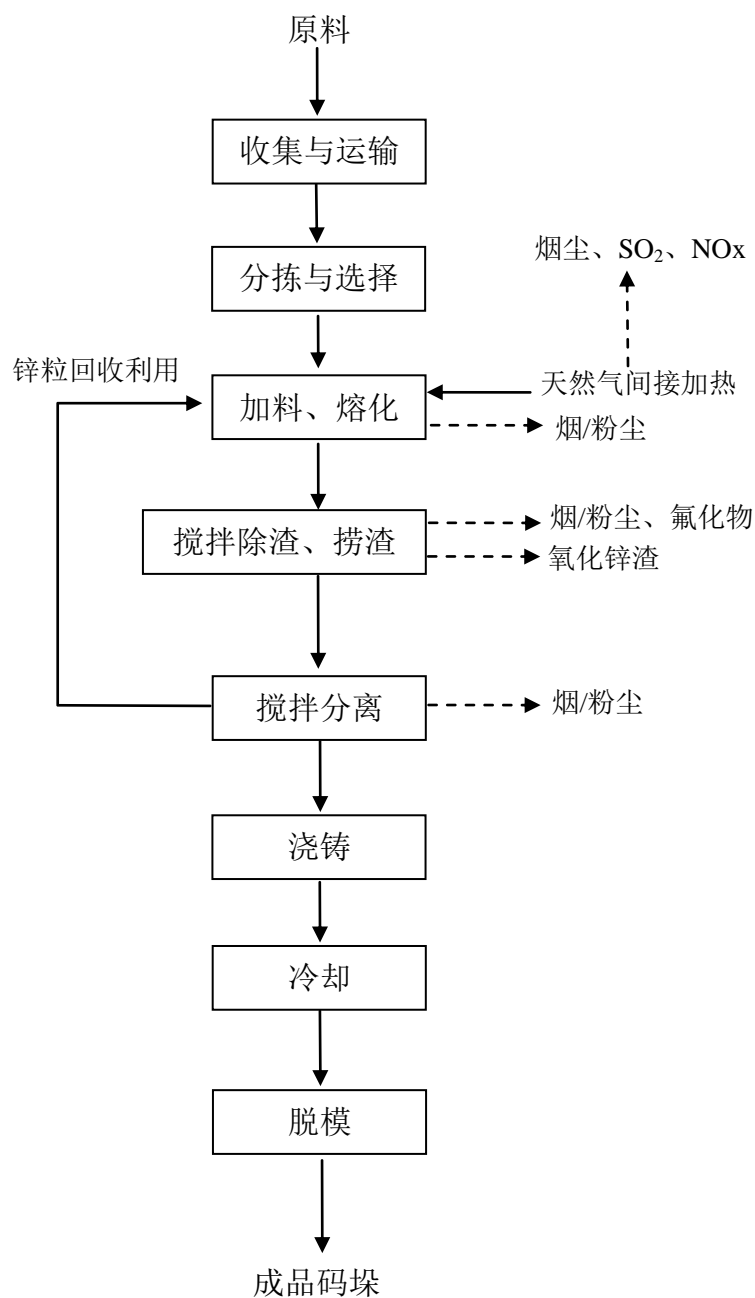 原料
收集与运输
烟尘、SO₂、NOx
分拣与选择
锌粒回收利用
天然气间接加热
加料、熔化
烟/粉尘
烟/粉尘、氟化物
搅拌除渣、捞渣
氧化锌渣
搅拌分离
烟/粉尘
浇铸
冷却
脱模
成品码垛